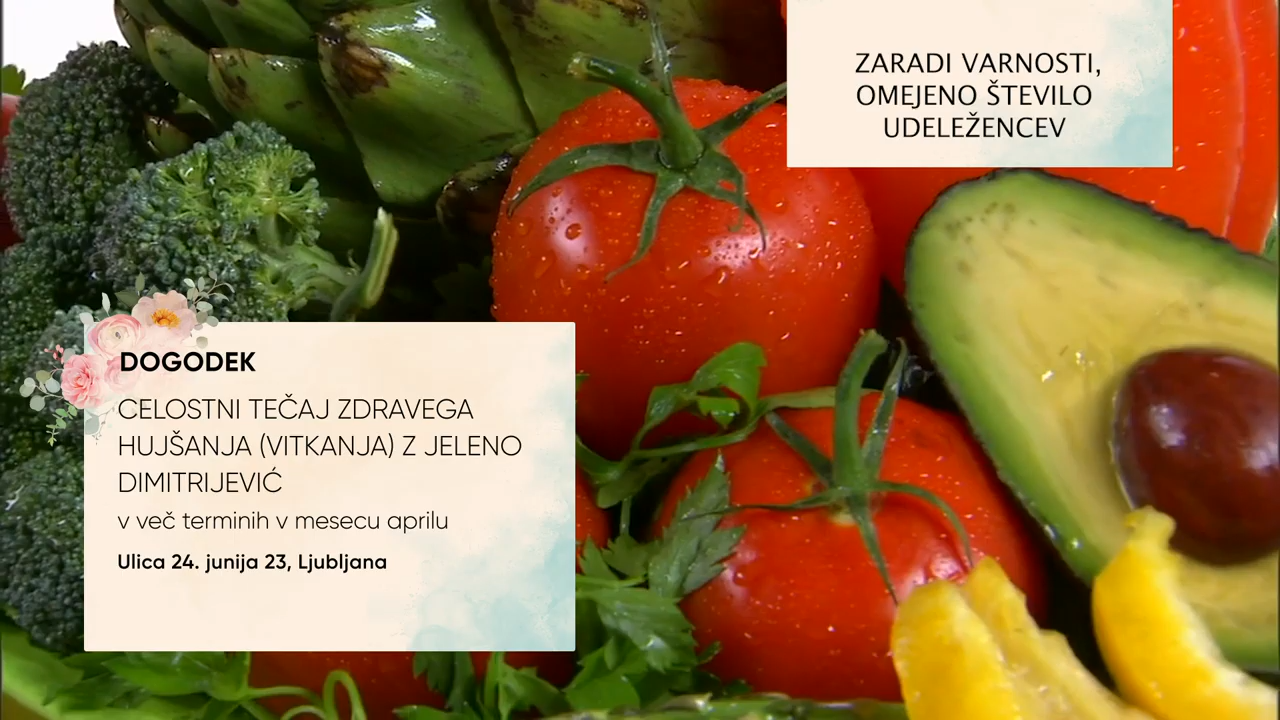 ZARADI VARNOSTI,
OMEJENO ŠTEVILO
UDELEŽENCEV
DOGODEK
CELOSTNI TEČAJ ZDRAVEGA
HUJŠANJA (VITKANJA) Z JELENO
DIMITRIJEVIĆ
v več terminih v mesecu aprilu
Ulica 24. junija 23, Ljubljana